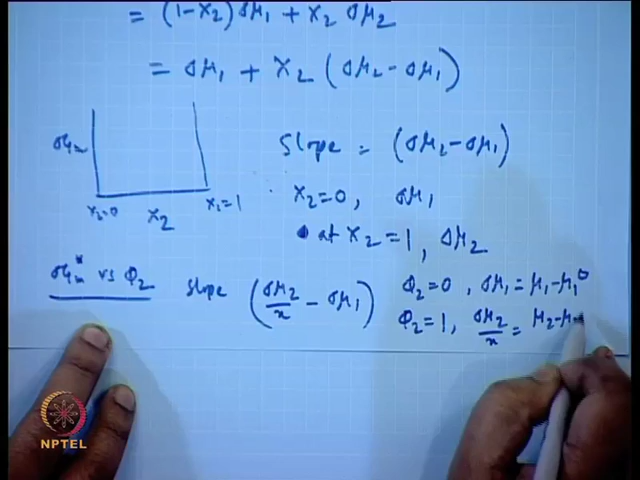 = (1-x₂)Δμ₁ + x₂ Δμ₂
= Δμ₁ + x₂ (Δμ₂ - Δμ₁)
ΔGm
x₂=0
x₂
x₂=1
Slope = (Δμ₂-Δμ₁)
x₂=0, Δμ₁
at x₂=1, Δμ₂
ΔGm* vs Φ₂
Slope (Δμ₂/x - Δμ₁)
Φ₂=0, Δμ₁=μ₁-μ₁⁰
Φ₂=1, Δμ₂/x = μ₂-μ
NPTEL